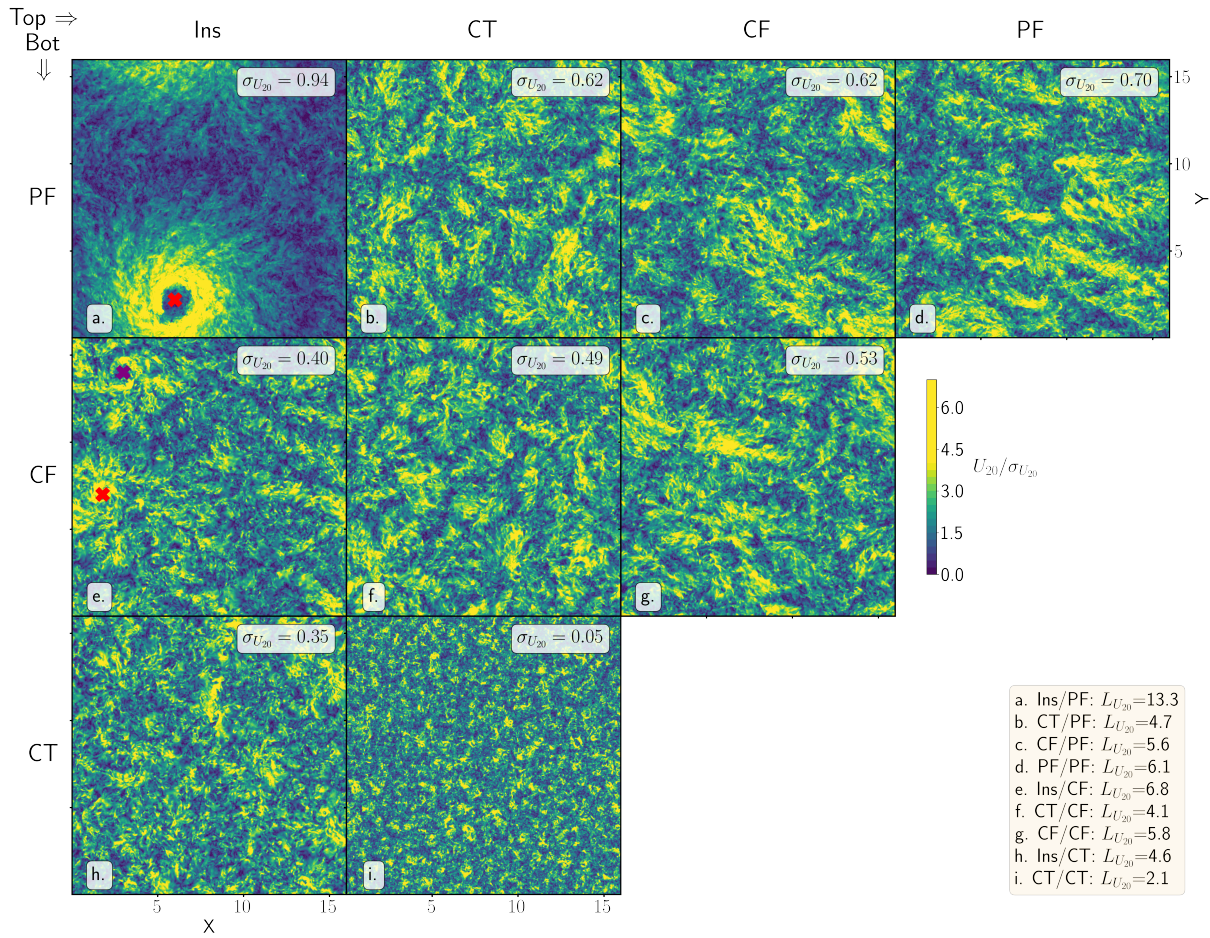 Top ⇒
Bot
⇓
Ins
CT
CF
PF
PF
σ_{U_{20}} = 0.94
a.
σ_{U_{20}} = 0.62
b.
σ_{U_{20}} = 0.62
c.
σ_{U_{20}} = 0.70
d.
15
10
5
Y
CF
σ_{U_{20}} = 0.40
e.
σ_{U_{20}} = 0.49
f.
σ_{U_{20}} = 0.53
g.
6.0
4.5
3.0
1.5
0.0
U_{20}/σ_{U_{20}}
CT
σ_{U_{20}} = 0.35
h.
σ_{U_{20}} = 0.05
i.
5
10
15
5
10
15
X
a. Ins/PF: L_{U_{20}}=13.3
b. CT/PF: L_{U_{20}}=4.7
c. CF/PF: L_{U_{20}}=5.6
d. PF/PF: L_{U_{20}}=6.1
e. Ins/CF: L_{U_{20}}=6.8
f. CT/CF: L_{U_{20}}=4.1
g. CF/CF: L_{U_{20}}=5.8
h. Ins/CT: L_{U_{20}}=4.6
i. CT/CT: L_{U_{20}}=2.1